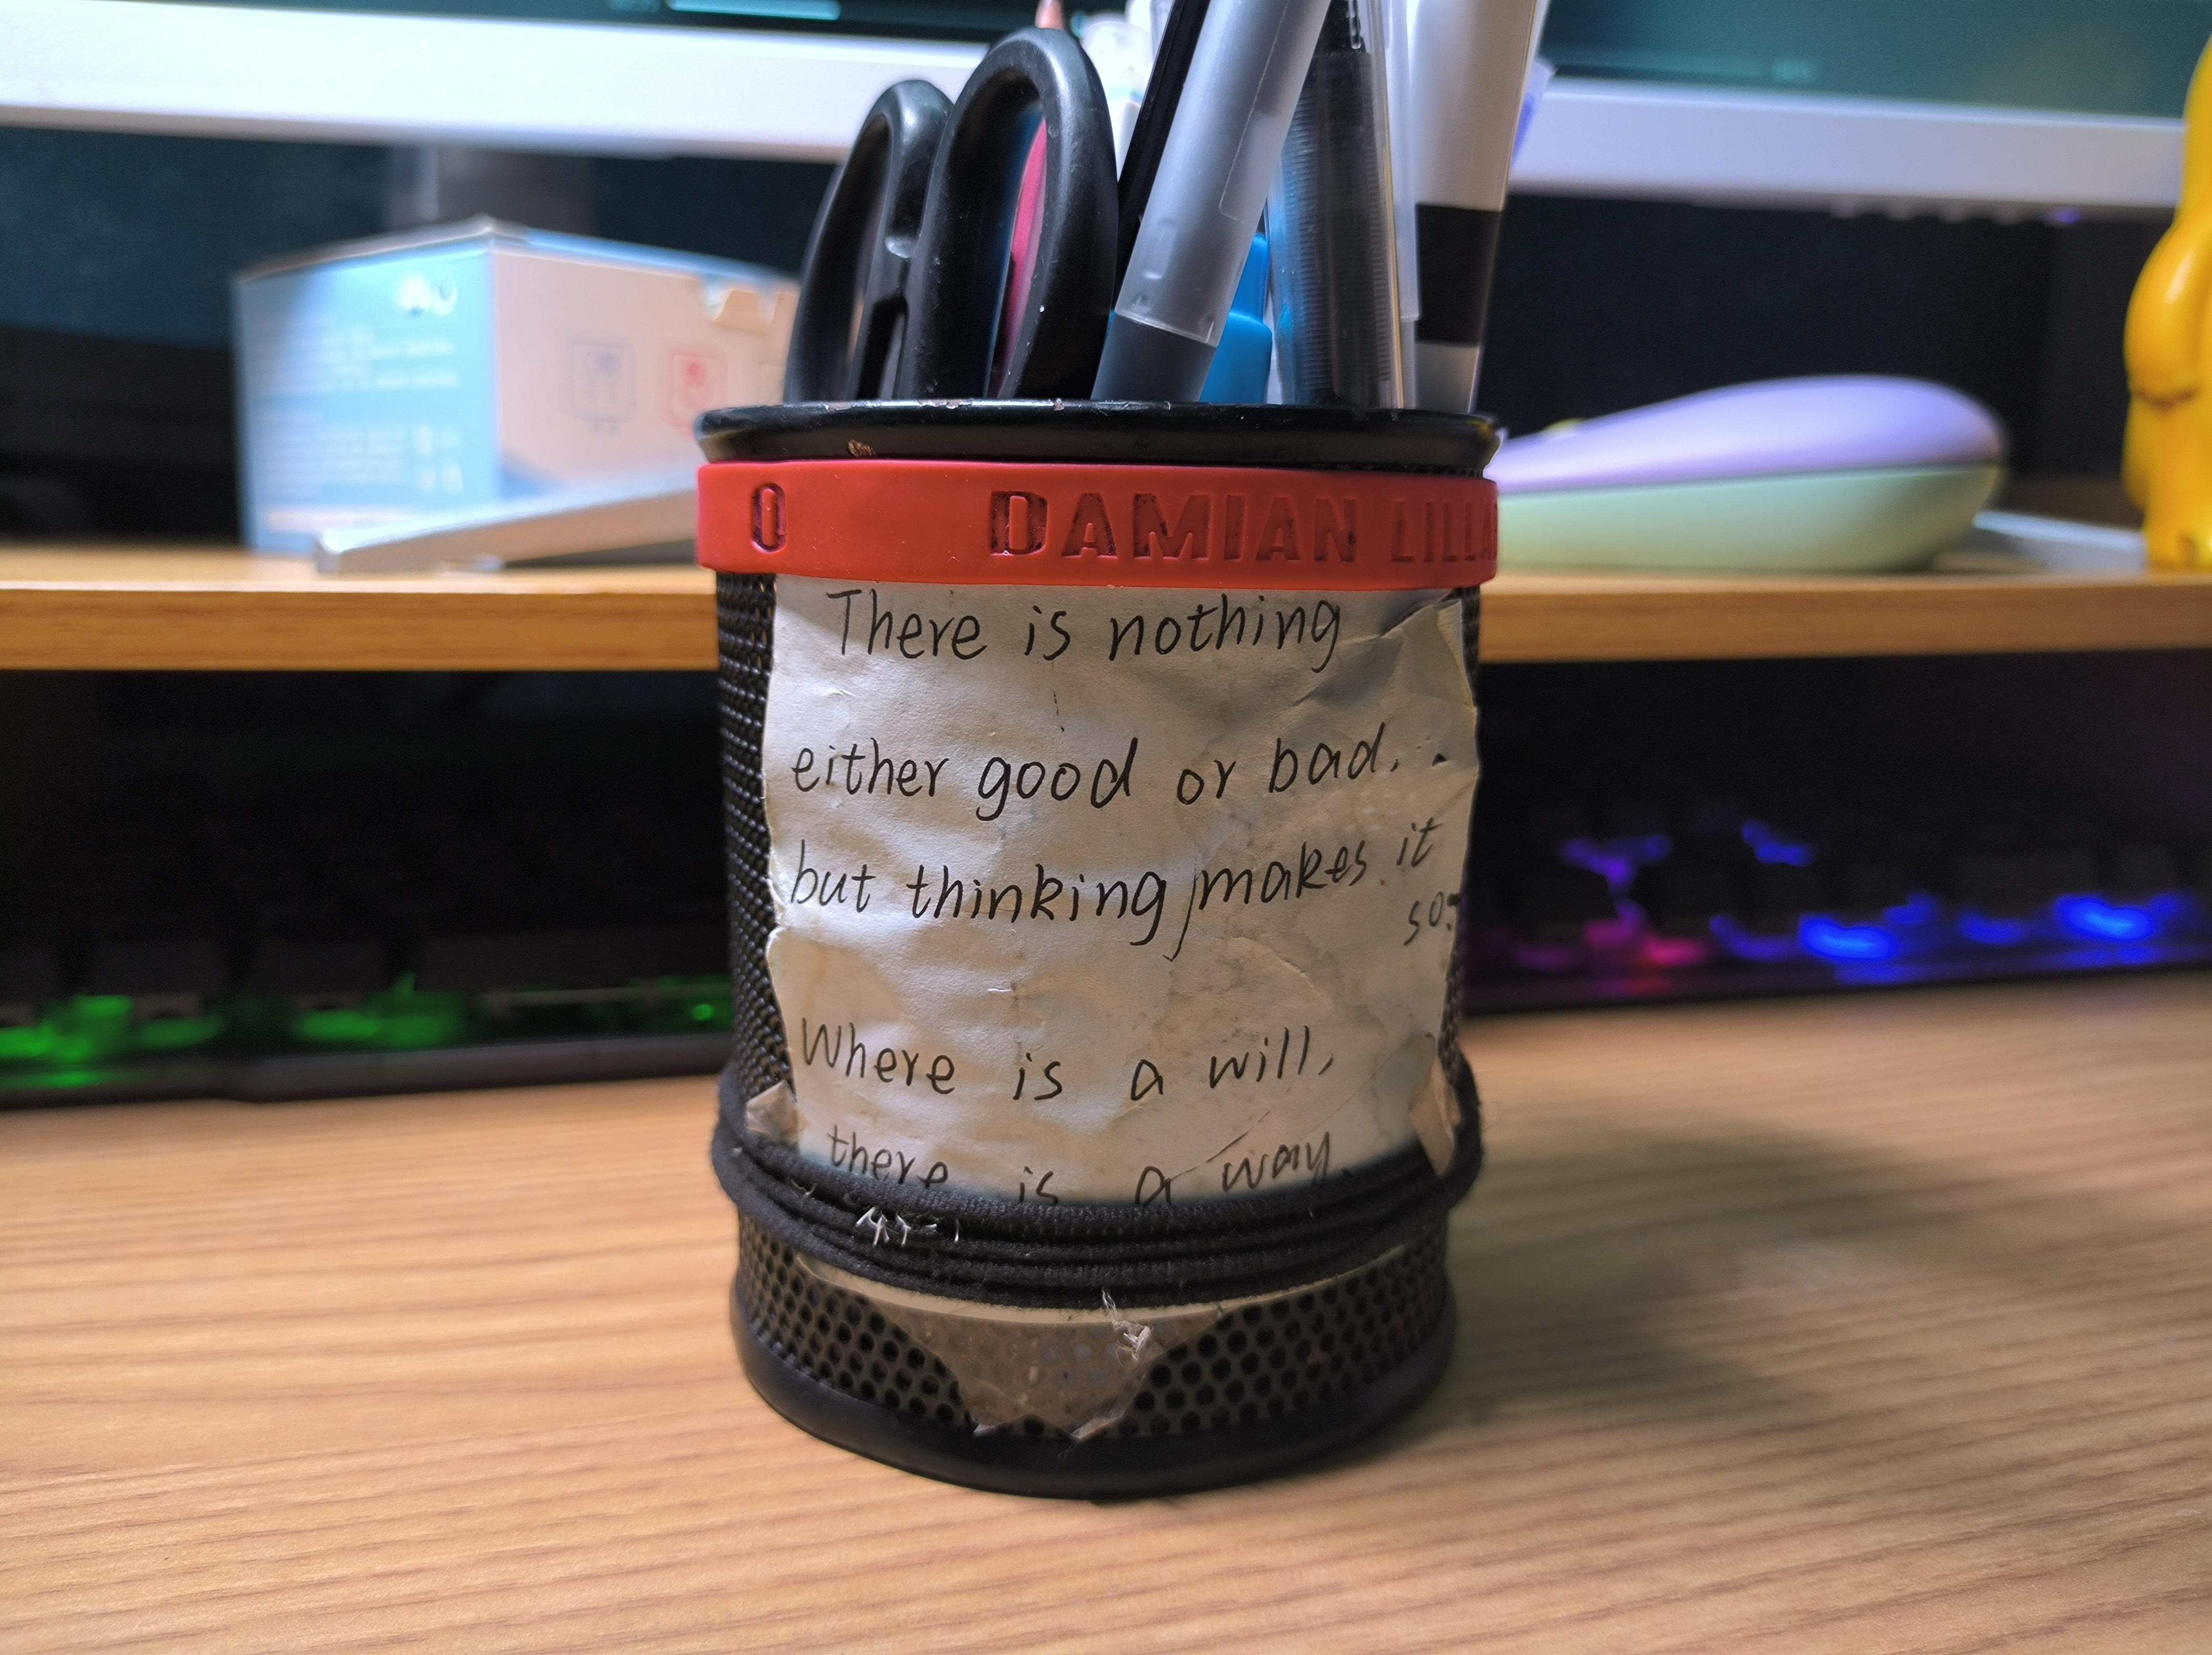 0 DAMIAN LILLA
There is nothing
either good or bad. .
but thinking makes it
so.
Where is a will,
there is a way.